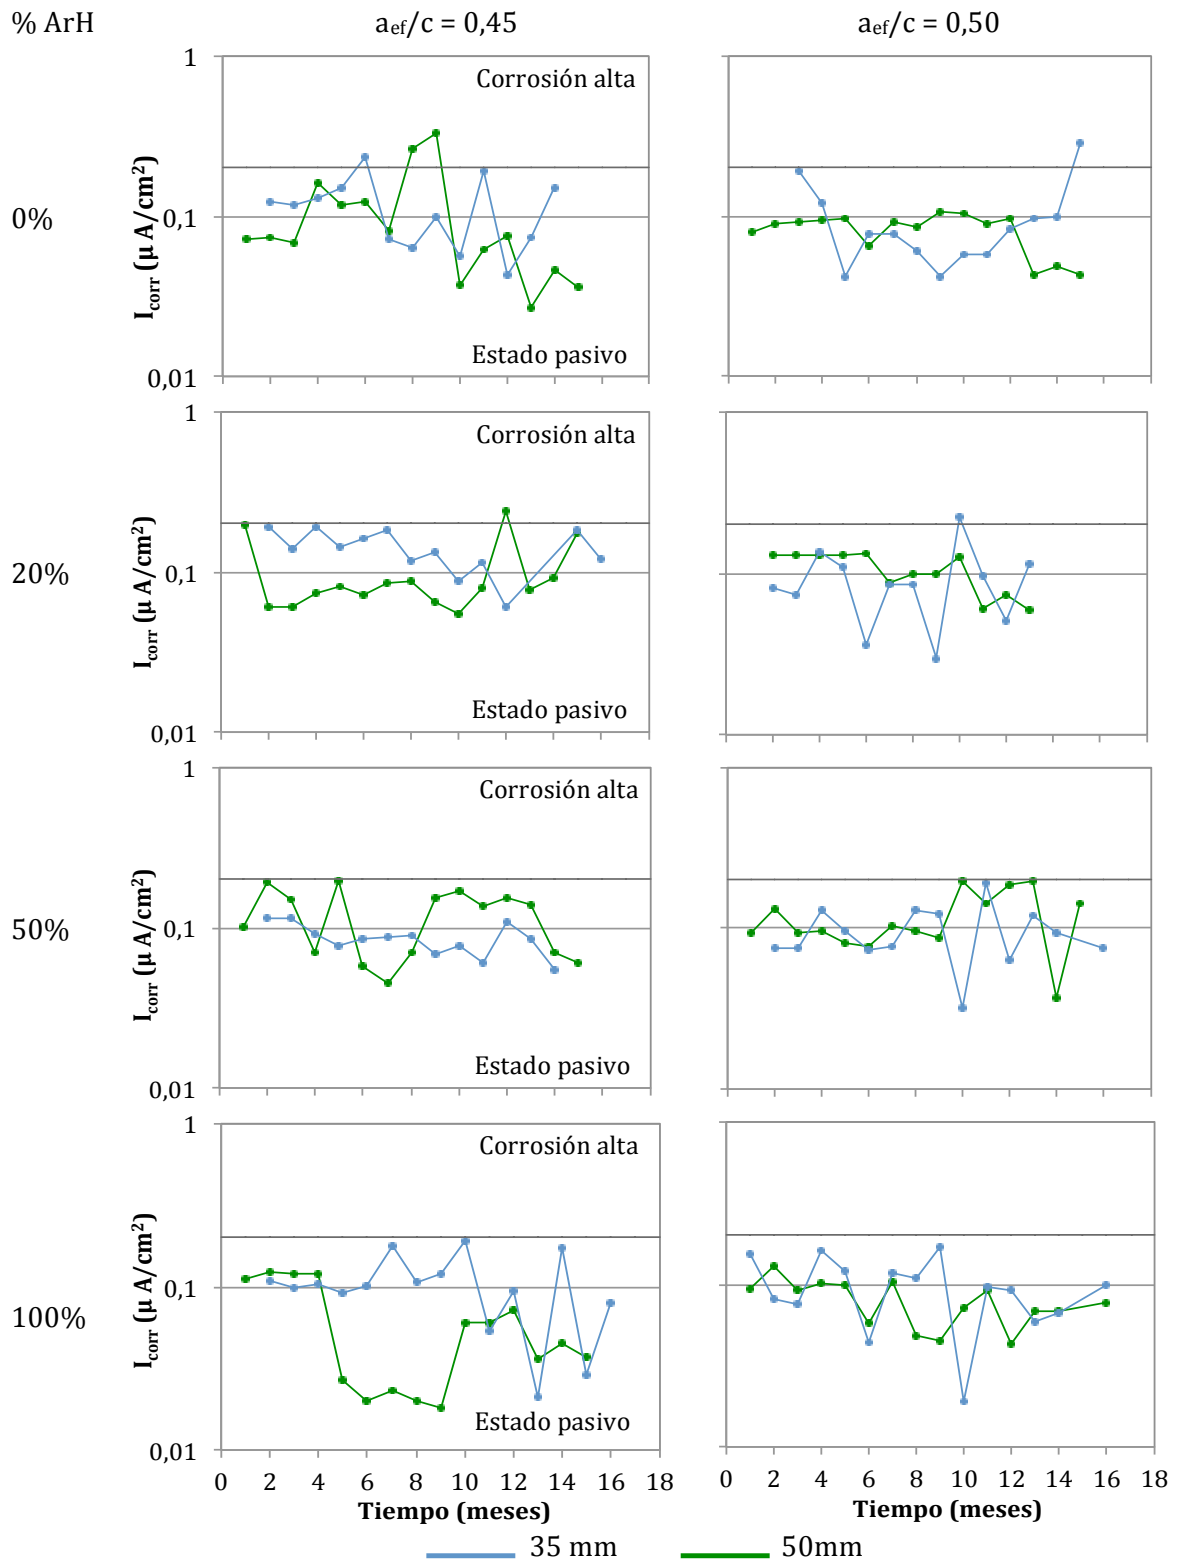 % ArH
aef/c = 0,45
aef/c = 0,50
0%
Icorr (µ A/cm2)
1
0,1
0,01
Corrosión alta
Estado pasivo
20%
Icorr (µ A/cm2)
1
0,1
0,01
Corrosión alta
Estado pasivo
50%
Icorr (µ A/cm2)
1
0,1
0,01
Corrosión alta
Estado pasivo
100%
Icorr (µ A/cm2)
1
0,1
0,01
Corrosión alta
Estado pasivo
0 2 4 6 8 10 12 14 16 18
0 2 4 6 8 10 12 14 16 18
Tiempo (meses)
Tiempo (meses)
35 mm
50mm